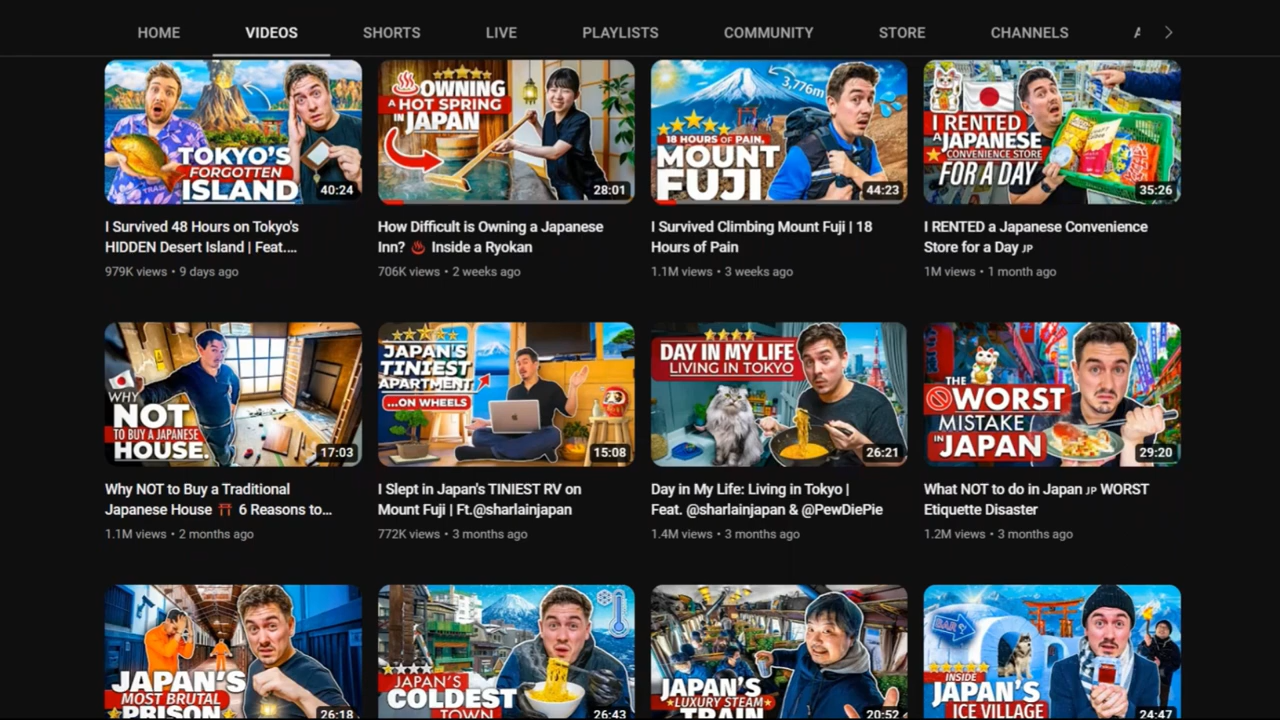 HOME VIDEOS SHORTS LIVE PLAYLISTS COMMUNITY STORE CHANNELS
TOKYO'S
FORGOTTEN
ISLAND
40:24
OWNING
A HOT SPRING
IN JAPAN
28:01
3,776m
18 HOURS OF PAIN.
MOUNT
FUJI
44:23
I RENTED
A JAPANESE
CONVENIENCE STORE
FOR A DAY
35:26
I Survived 48 Hours on Tokyo's
HIDDEN Desert Island | Feat....
979K views • 9 days ago
How Difficult is Owning a Japanese
Inn? ♨ Inside a Ryokan
706K views • 2 weeks ago
I Survived Climbing Mount Fuji | 18
Hours of Pain
1.1M views • 3 weeks ago
I RENTED a Japanese Convenience
Store for a Day JP
1M views • 1 month ago
WHY
NOT
TO BUY A JAPANESE
HOUSE.
17:03
JAPAN'S
TINIEST
APARTMENT
...ON WHEELS
15:08
DAY IN MY LIFE
LIVING IN TOKYO
26:21
THE
WORST
MISTAKE
IN JAPAN
29:20
Why NOT to Buy a Traditional
Japanese House ⛩ 6 Reasons to...
1.1M views • 2 months ago
I Slept in Japan's TINIEST RV on
Mount Fuji | Ft.@sharlainjapan
772K views • 3 months ago
Day in My Life: Living in Tokyo |
Feat. @sharlainjapan & @PewDiePie
1.4M views • 3 months ago
What NOT to do in Japan JP WORST
Etiquette Disaster
1.2M views • 3 months ago
JAPAN'S
MOST BRUTAL
PRISON
26:18
JAPAN'S
COLDEST
TOWN
26:43
JAPAN'S
LUXURY STEAM
TRAIN
20:52
BAR
INSIDE
JAPAN'S
ICE VILLAGE
24:47